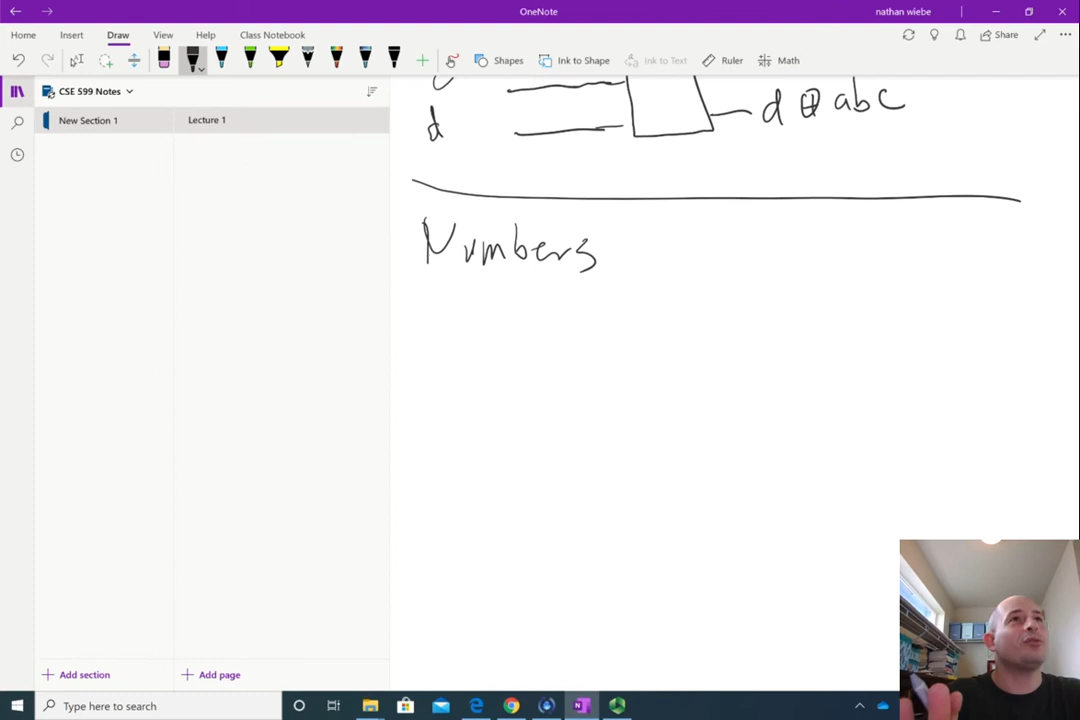 OneNote
nathan wiebe
Home Insert Draw View Help Class Notebook
Share
Shapes Ink to Shape Ink to Text Ruler Math
CSE 599 Notes
New Section 1
Lecture 1
d
d ⊕ abc
Numbers
Add section
Add page
Type here to search